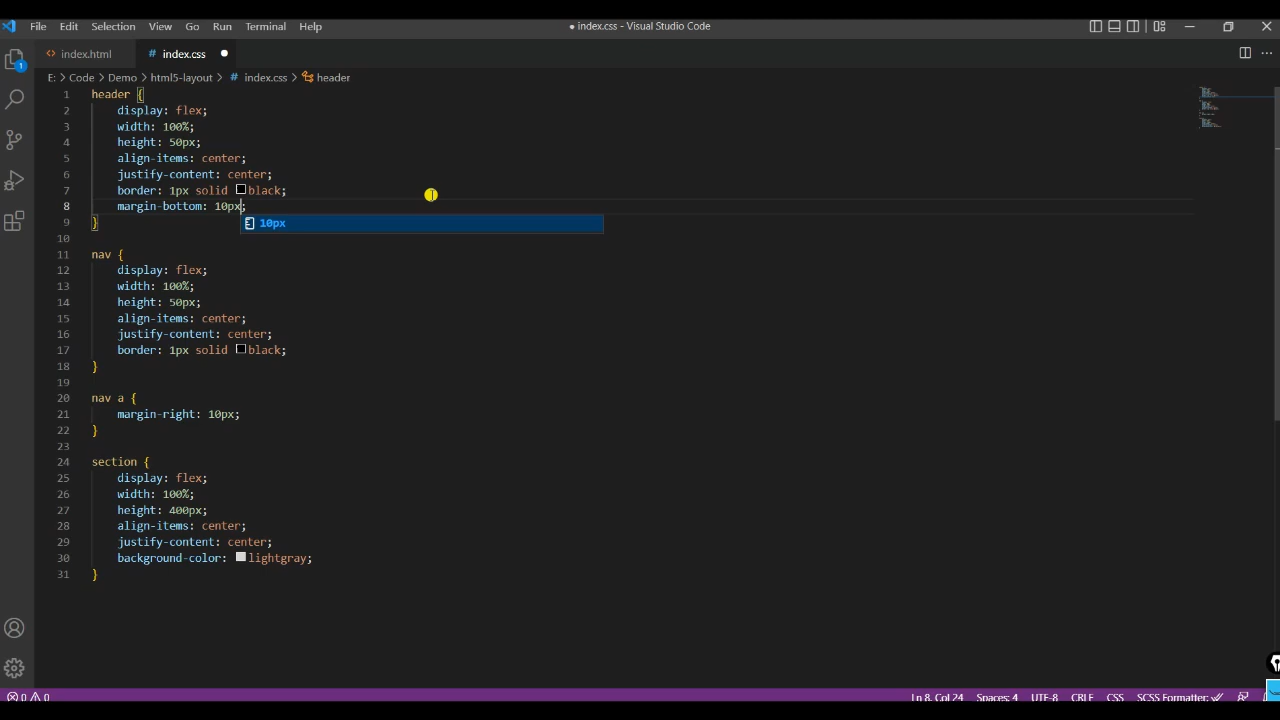 File Edit Selection View Go Run Terminal Help
● index.css - Visual Studio Code
index.html
# index.css
E: > Code > Demo > html5-layout > # index.css > header
1 header {
2 display: flex;
3 width: 100%;
4 height: 50px;
5 align-items: center;
6 justify-content: center;
7 border: 1px solid black;
8 margin-bottom: 10px;
10px
9 }
10
11 nav {
12 display: flex;
13 width: 100%;
14 height: 50px;
15 align-items: center;
16 justify-content: center;
17 border: 1px solid black;
18 }
19
20 nav a {
21 margin-right: 10px;
22 }
23
24 section {
25 display: flex;
26 width: 100%;
27 height: 400px;
28 align-items: center;
29 justify-content: center;
30 background-color: lightgray;
31 }
1
0 0
Ln 8, Col 24 Spaces: 4 UTF-8 CRLF CSS SCSS Formatter: